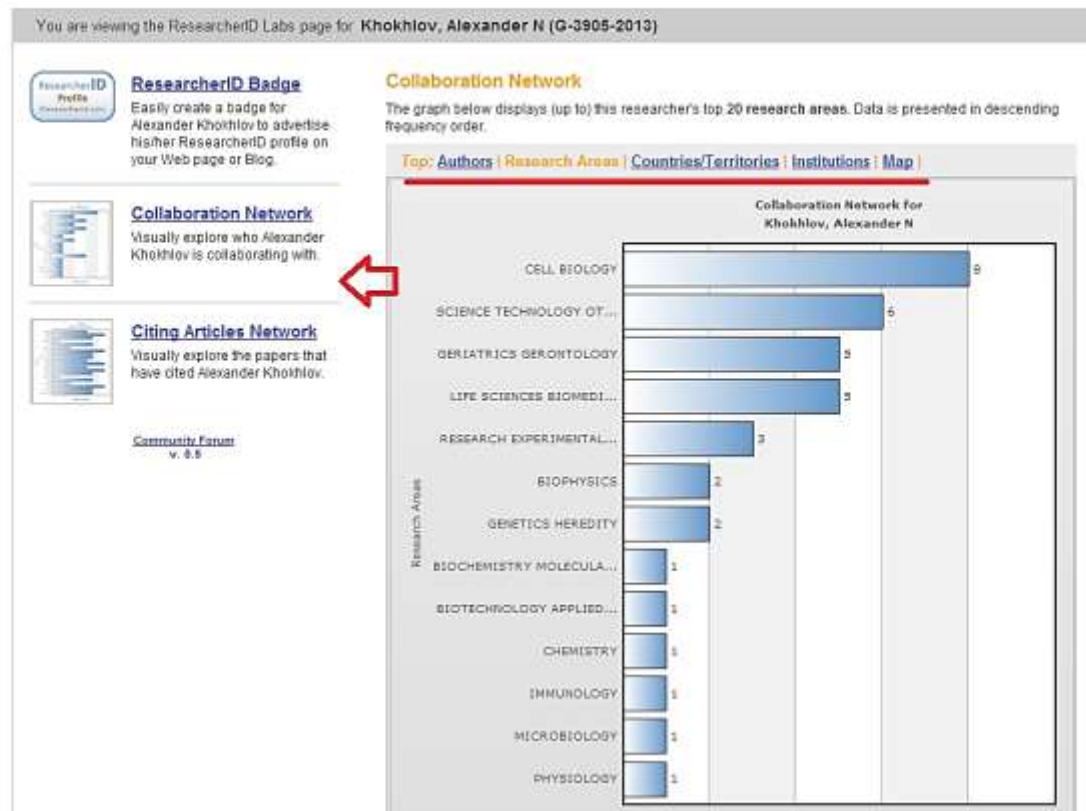 You are viewing the ResearcherID Labs page for Khokhlov, Alexander N (G-3905-2013)
ResearcherID
Profile
ResearcherID Badge
Easily create a badge for
Alexander Khokhlov to advertise
his/her ResearcherID profile on
your Web page or Blog.
Collaboration Network
Visually explore who Alexander
Khokhlov is collaborating with.
Citing Articles Network
Visually explore the papers that
have cited Alexander Khokhlov.
Community Forum
Collaboration Network
The graph below displays (up to) this researcher's top 20 research areas. Data is presented in descending
frequency order.
Top: Authors | Research Areas | Countries/Territories | Institutions | Map |
Collaboration Network for
Khokhlov, Alexander N
Research Areas
CELL BIOLOGY 8
SCIENCE TECHNOLOGY OT... 6
GERIATRICS GERONTOLOGY 5
LIFE SCIENCES BIOMEDI... 5
RESEARCH EXPERIMENTAL... 3
BIOPHYSICS 2
GENETICS HEREDITY 2
BIOCHEMISTRY MOLECULA... 1
BIOTECHNOLOGY APPLIED... 1
CHEMISTRY 1
IMMUNOLOGY 1
MICROBIOLOGY 1
PHYSIOLOGY 1